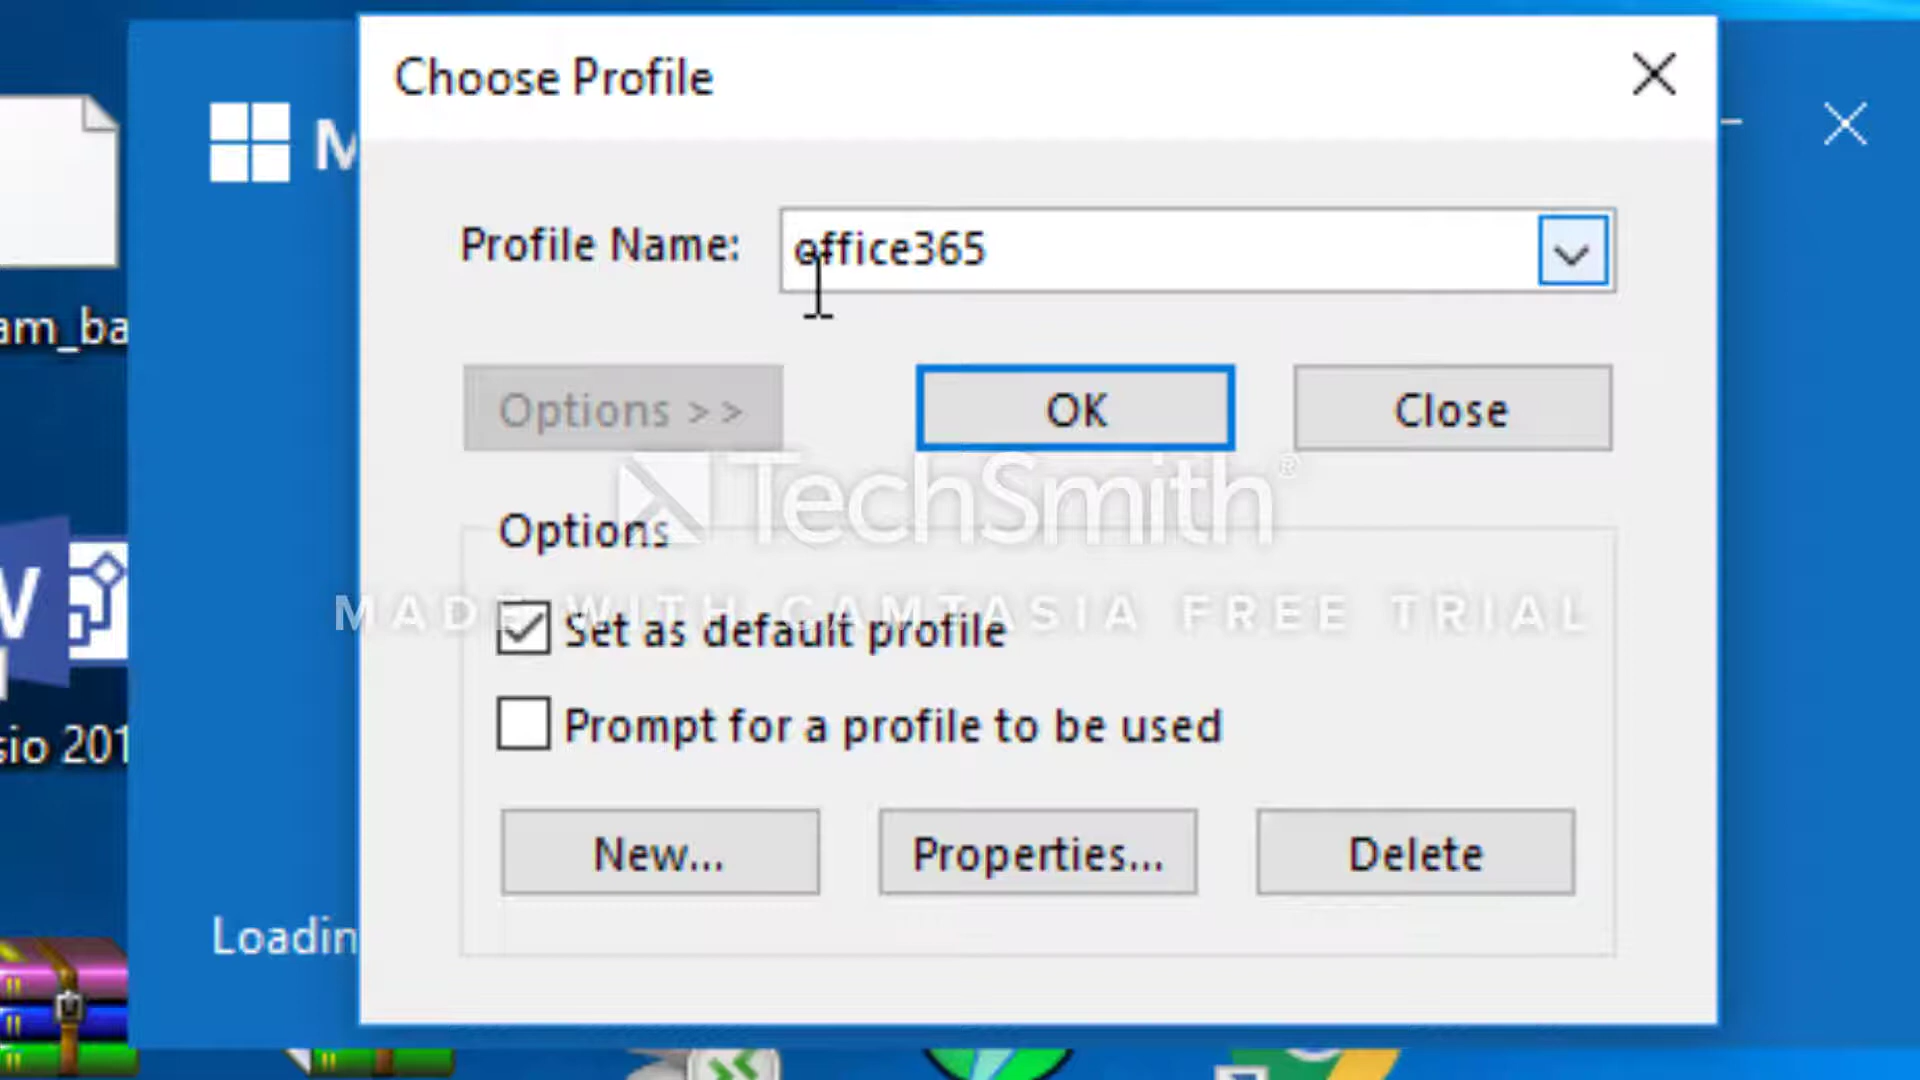 Choose Profile
M
Profile Name: office365
am_ba
Options >>
OK
Close
TechSmith®
Options
MADE WITH CAMTASIA FREE TRIAL
Set as default profile
Prompt for a profile to be used
sio 201
New...
Properties...
Delete
Loadin